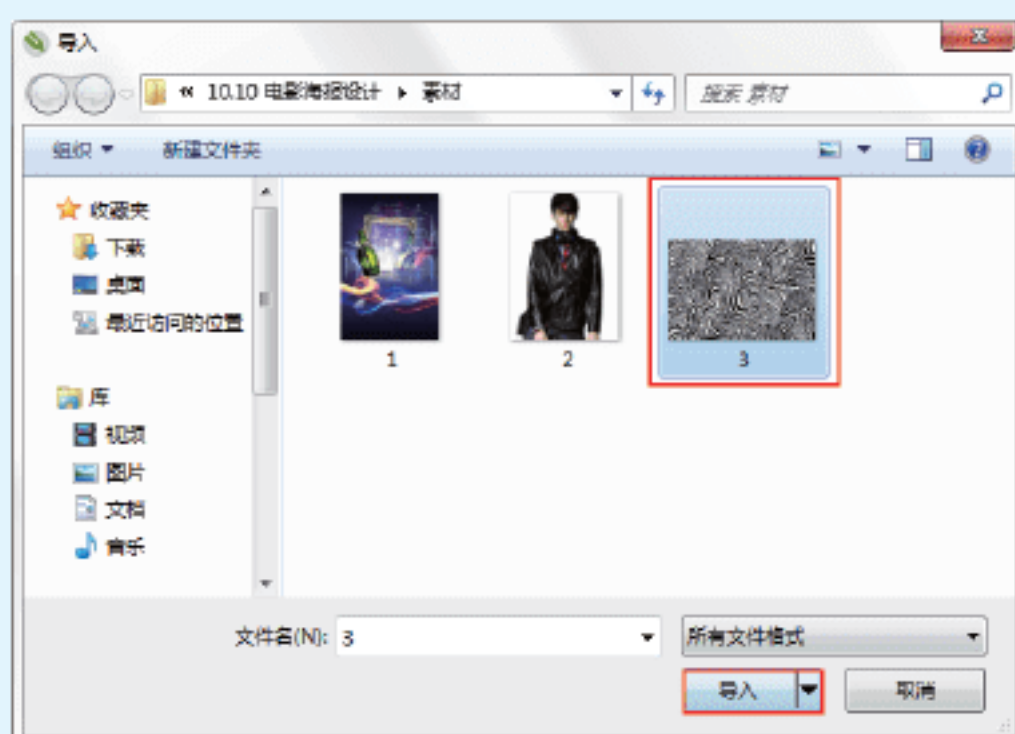 导入
« 10.10 电影海报设计 ▸ 素材
搜索 素材
组织 新建文件夹
收藏夹
下载
桌面
最近访问的位置
库
视频
图片
文档
音乐
1 2 3
文件名(N): 3 所有文件格式
导入 取消